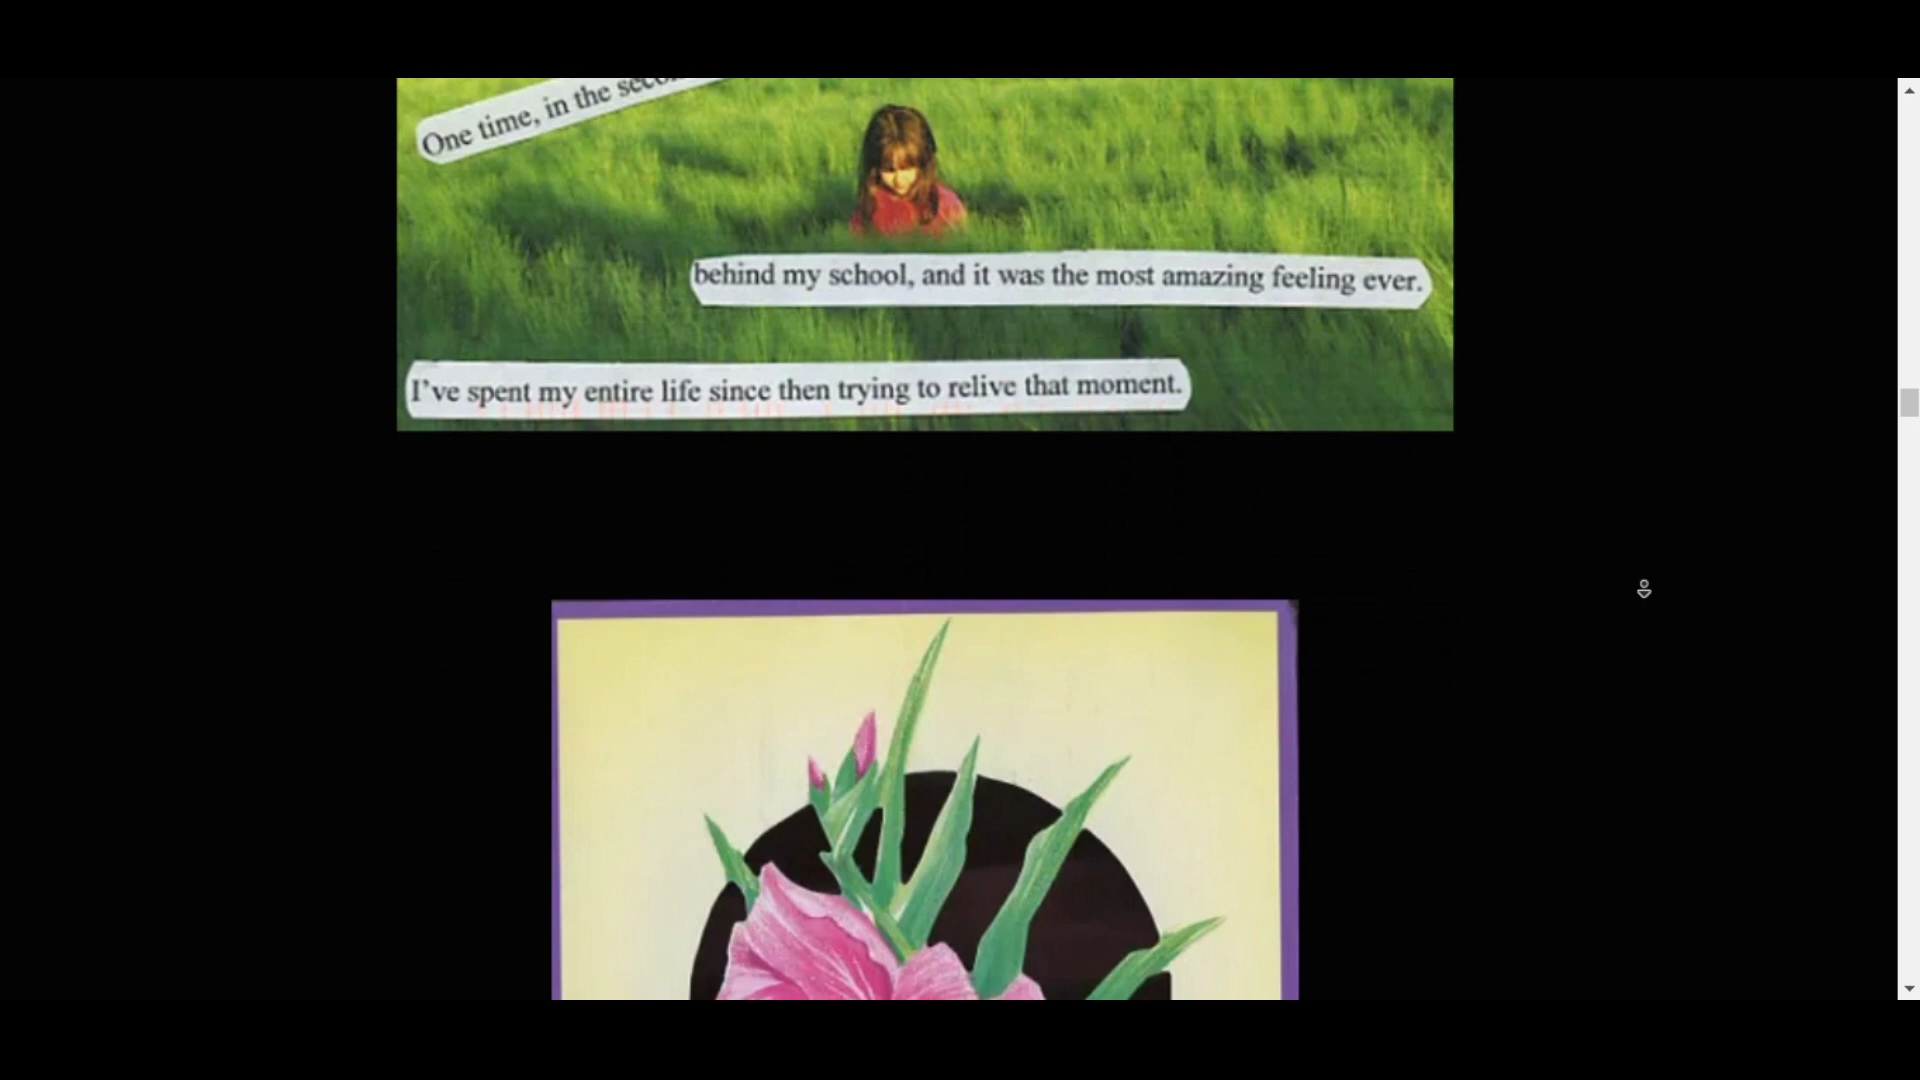 One time, in the
behind my school, and it was the most amazing feeling ever.
I've spent my entire life since then trying to relive that moment.